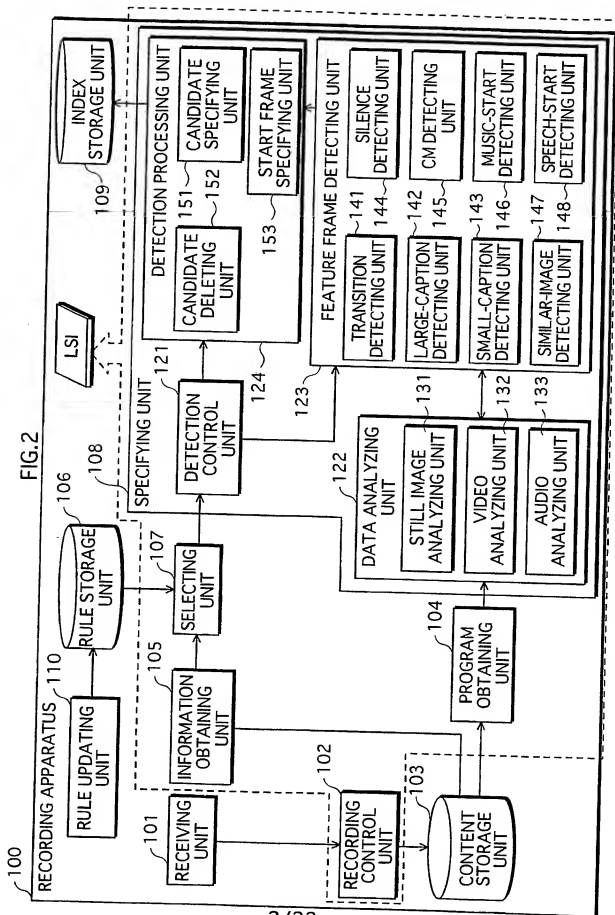 FIG.2
100
RECORDING APPARATUS
110
RULE UPDATING
UNIT
106
RULE STORAGE
UNIT
LSI
109
INDEX
STORAGE UNIT
101
RECEIVING
UNIT
105
INFORMATION
OBTAINING
UNIT
107
SELECTING
UNIT
102
RECORDING
CONTROL
UNIT
103
CONTENT
STORAGE
UNIT
104
PROGRAM
OBTAINING
UNIT
108
SPECIFYING UNIT
121
DETECTION
CONTROL
UNIT
124
DETECTION PROCESSING UNIT
151
CANDIDATE
SPECIFYING
UNIT
152
CANDIDATE
DELETING
UNIT
153
START FRAME
SPECIFYING UNIT
122
DATA ANALYZING
UNIT
131
STILL IMAGE
ANALYZING UNIT
132
VIDEO
ANALYZING UNIT
133
AUDIO
ANALYZING UNIT
123
FEATURE FRAME DETECTING UNIT
141
TRANSITION
DETECTING UNIT
142
LARGE-CAPTION
DETECTING UNIT
143
SMALL-CAPTION
DETECTING UNIT
147
SIMILAR-IMAGE
DETECTING UNIT
144
SILENCE
DETECTING UNIT
145
CM DETECTING
UNIT
146
MUSIC-START
DETECTING UNIT
148
SPEECH-START
DETECTING UNIT